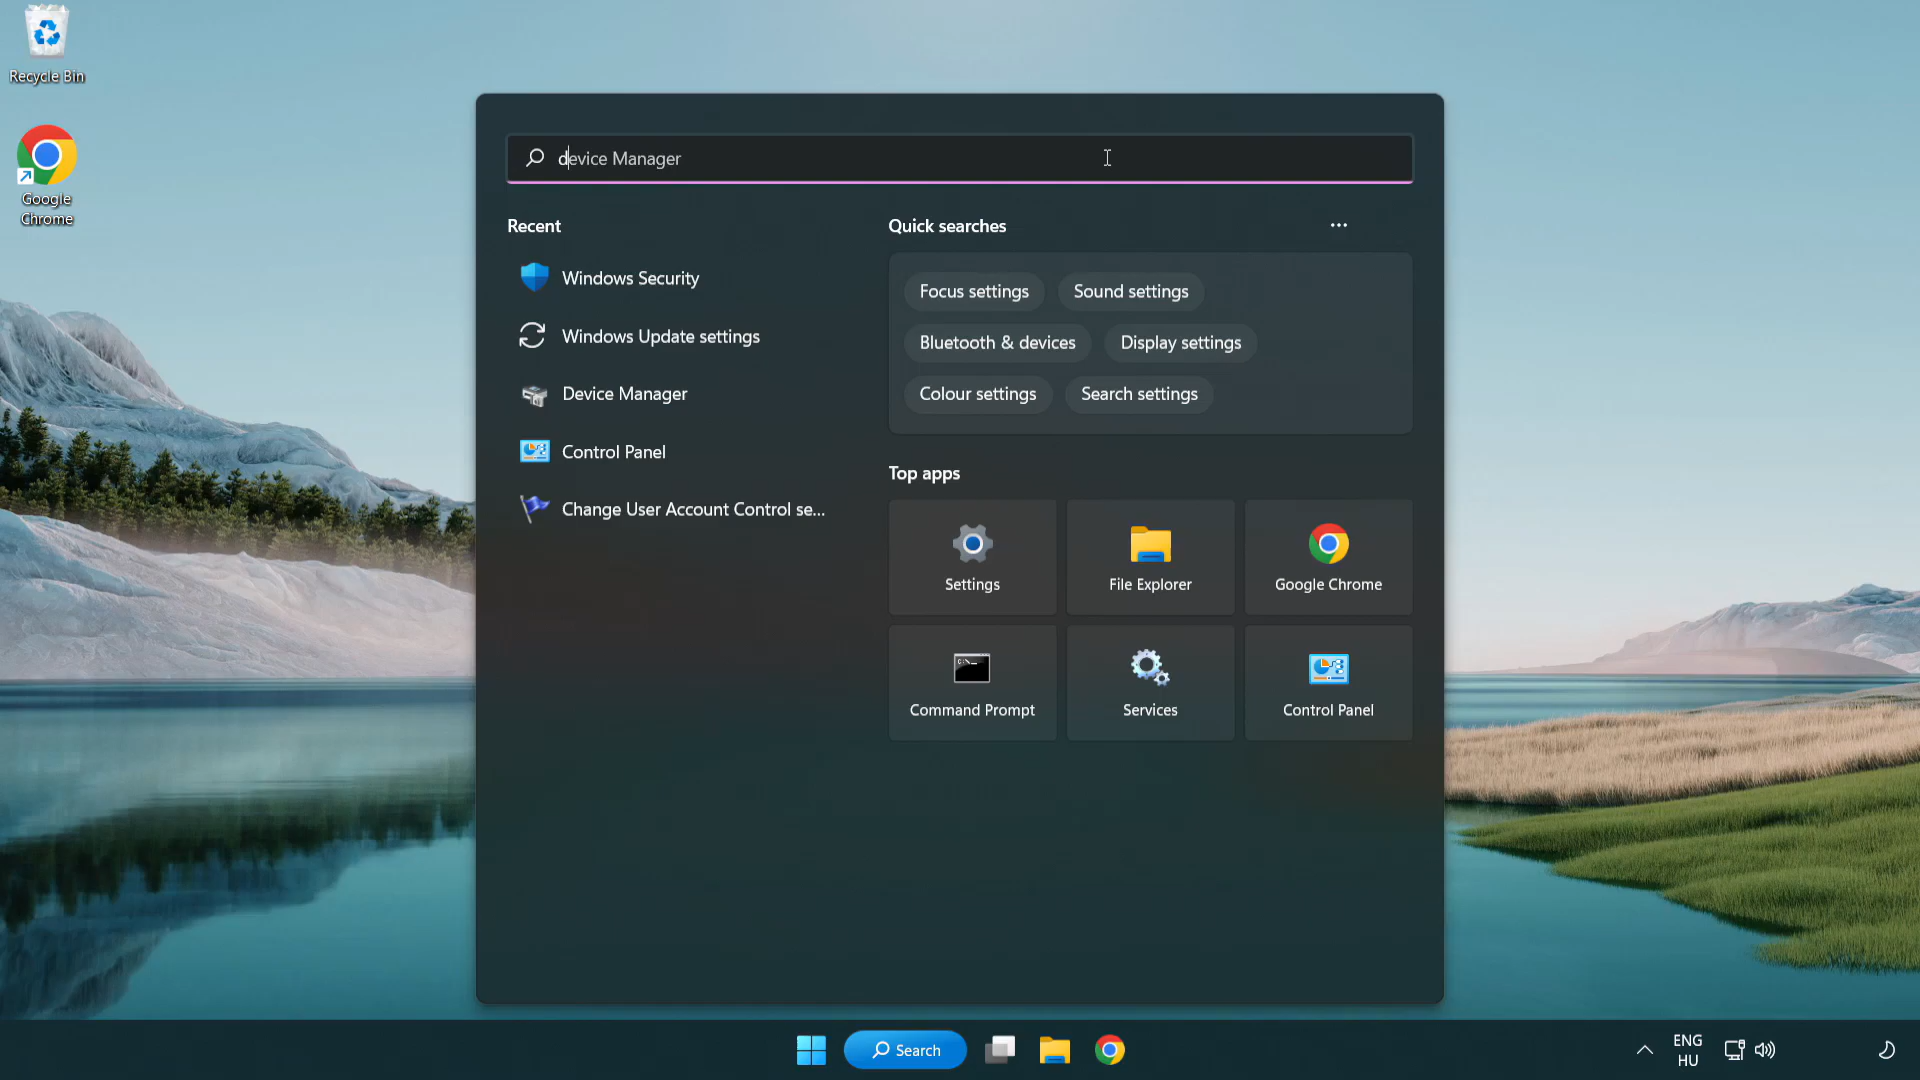 Recycle Bin
Google
Chrome
device Manager
Recent
Windows Security
Windows Update settings
Device Manager
Control Panel
Change User Account Control se...
Quick searches
Focus settings
Sound settings
Bluetooth & devices
Display settings
Colour settings
Search settings
Top apps
Settings
File Explorer
Google Chrome
Command Prompt
Services
Control Panel
Search
ENG
HU